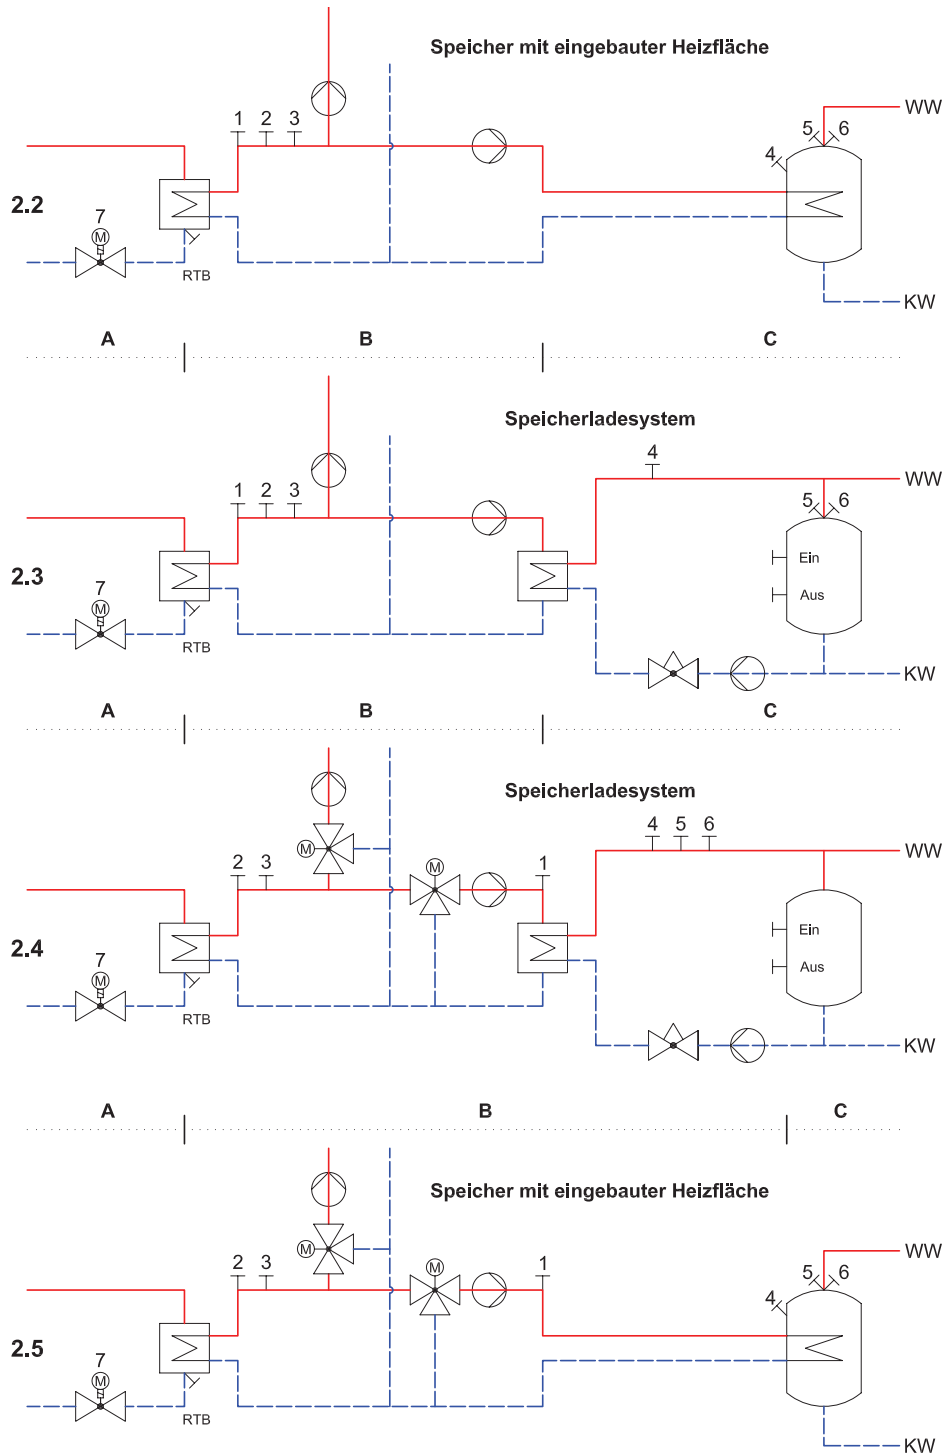 Speicher mit eingebauter Heizfläche
WW
1 2 3
5 6
4
2.2
7
M
RTB
KW
A B C
Speicherladesystem
4
WW
1 2 3
5 6
Ein
2.3
7
M
Aus
RTB
KW
A B C
Speicherladesystem
4 5 6
WW
M
M
2 3 1
Ein
2.4
7
M
Aus
RTB
KW
A B C
Speicher mit eingebauter Heizfläche
WW
M
M
2 3 1
5 6
4
2.5
7
M
RTB
KW